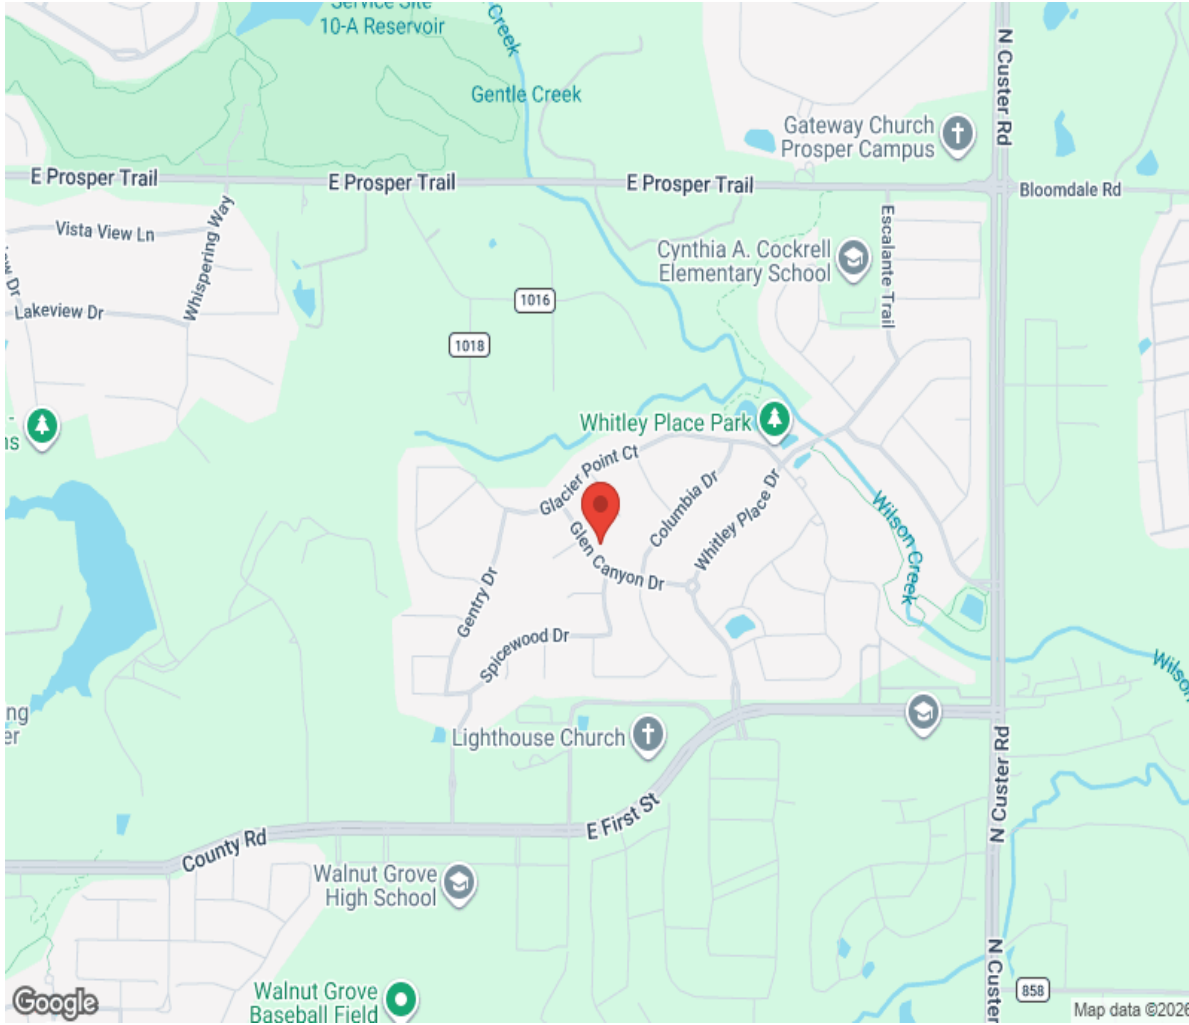 Service Site
10-A Reservoir
Creek
Gentle Creek
N Custer Rd
Gateway Church
Prosper Campus
E Prosper Trail
E Prosper Trail
E Prosper Trail
Bloomdale Rd
Vista View Ln
Whispering Way
Escalante Trail
Cynthia A. Cockrell
Elementary School
Lakeview Dr
1016
1018
Whitley Place Park
Glacier Point Ct
Columbia Dr
Whitley Place Dr
Wilson Creek
Glen Canyon Dr
Gentry Dr
Spicewood Dr
Wilson
Lighthouse Church
N Custer Rd
E First St
County Rd
Walnut Grove
High School
N Custer
858
Walnut Grove
Baseball Field
Google
Map data ©2026